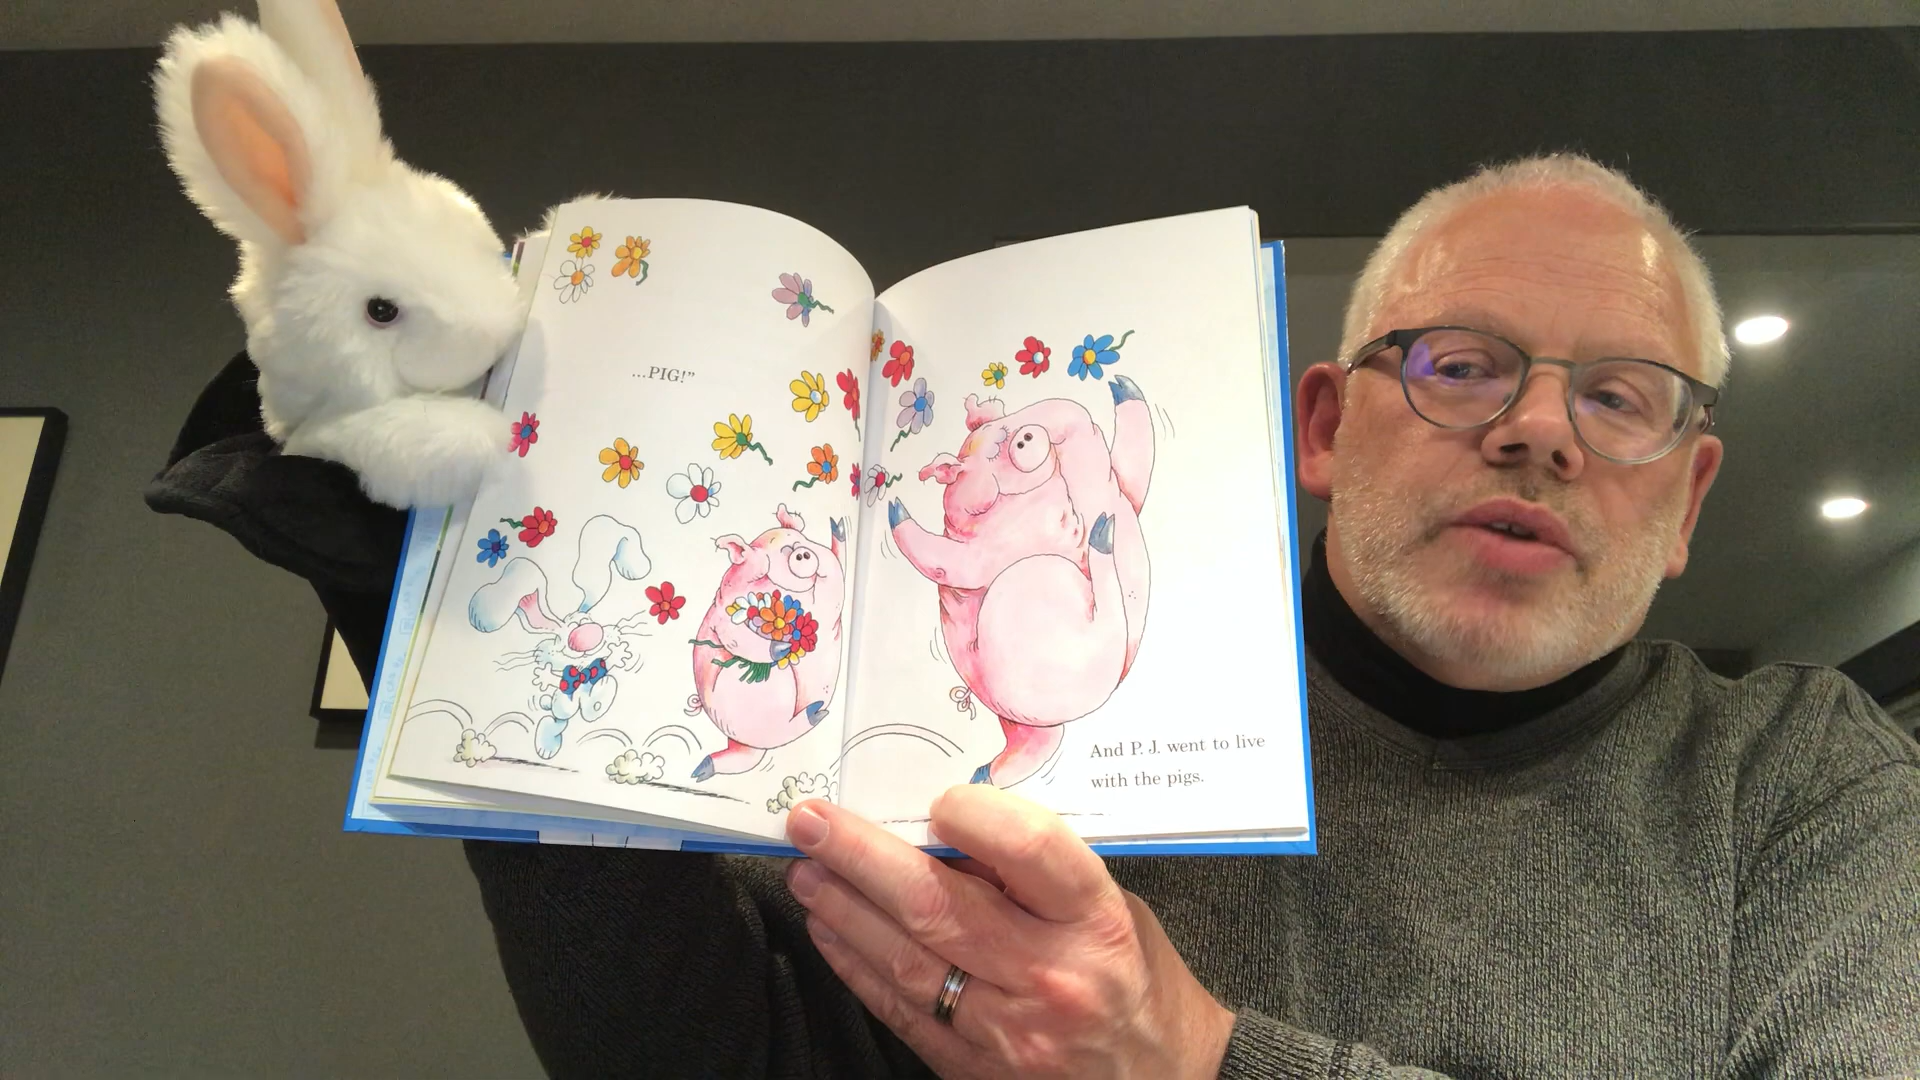 ...PIG!”
And P. J. went to live
with the pigs.